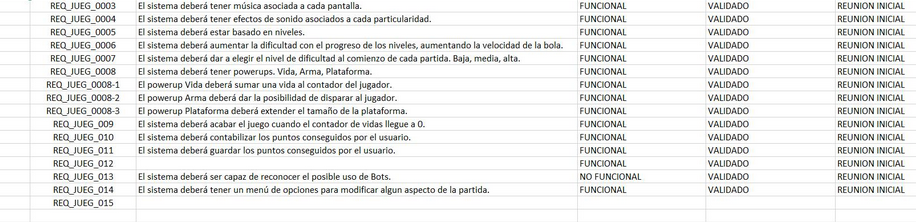 REQ_JUEG_0003 El sistema deberá tener música asociada a cada pantalla. FUNCIONAL VALIDADO REUNION INICIAL
REQ_JUEG_0004 El sistema deberá tener efectos de sonido asociados a cada particularidad. FUNCIONAL VALIDADO REUNION INICIAL
REQ_JUEG_0005 El sistema deberá estar basado en niveles. FUNCIONAL VALIDADO REUNION INICIAL
REQ_JUEG_0006 El sistema deberá aumentar la dificultad con el progreso de los niveles, aumentando la velocidad de la bola. FUNCIONAL VALIDADO REUNION INICIAL
REQ_JUEG_0007 El sistema deberá dar a elegir el nivel de dificultad al comienzo de cada partida. Baja, media, alta. FUNCIONAL VALIDADO REUNION INICIAL
REQ_JUEG_0008 El sistema deberá tener powerups. Vida, Arma, Plataforma. FUNCIONAL VALIDADO REUNION INICIAL
REQ_JUEG_0008-1 El powerup Vida deberá sumar una vida al contador del jugador. FUNCIONAL VALIDADO REUNION INICIAL
REQ_JUEG_0008-2 El powerup Arma deberá dar la posibilidad de disparar al jugador. FUNCIONAL VALIDADO REUNION INICIAL
REQ_JUEG_0008-3 El powerup Plataforma deberá extender el tamaño de la plataforma. FUNCIONAL VALIDADO REUNION INICIAL
REQ_JUEG_009 El sistema deberá acabar el juego cuando el contador de vidas llegue a 0. FUNCIONAL VALIDADO REUNION INICIAL
REQ_JUEG_010 El sistema deberá contabilizar los puntos conseguidos por el usuario. FUNCIONAL VALIDADO REUNION INICIAL
REQ_JUEG_011 El sistema deberá guardar los puntos conseguidos por el usuario. FUNCIONAL VALIDADO REUNION INICIAL
REQ_JUEG_012 FUNCIONAL VALIDADO REUNION INICIAL
REQ_JUEG_013 El sistema deberá ser capaz de reconocer el posible uso de Bots. NO FUNCIONAL VALIDADO REUNION INICIAL
REQ_JUEG_014 El sistema deberá tener un menú de opciones para modificar algun aspecto de la partida. FUNCIONAL VALIDADO REUNION INICIAL
REQ_JUEG_015